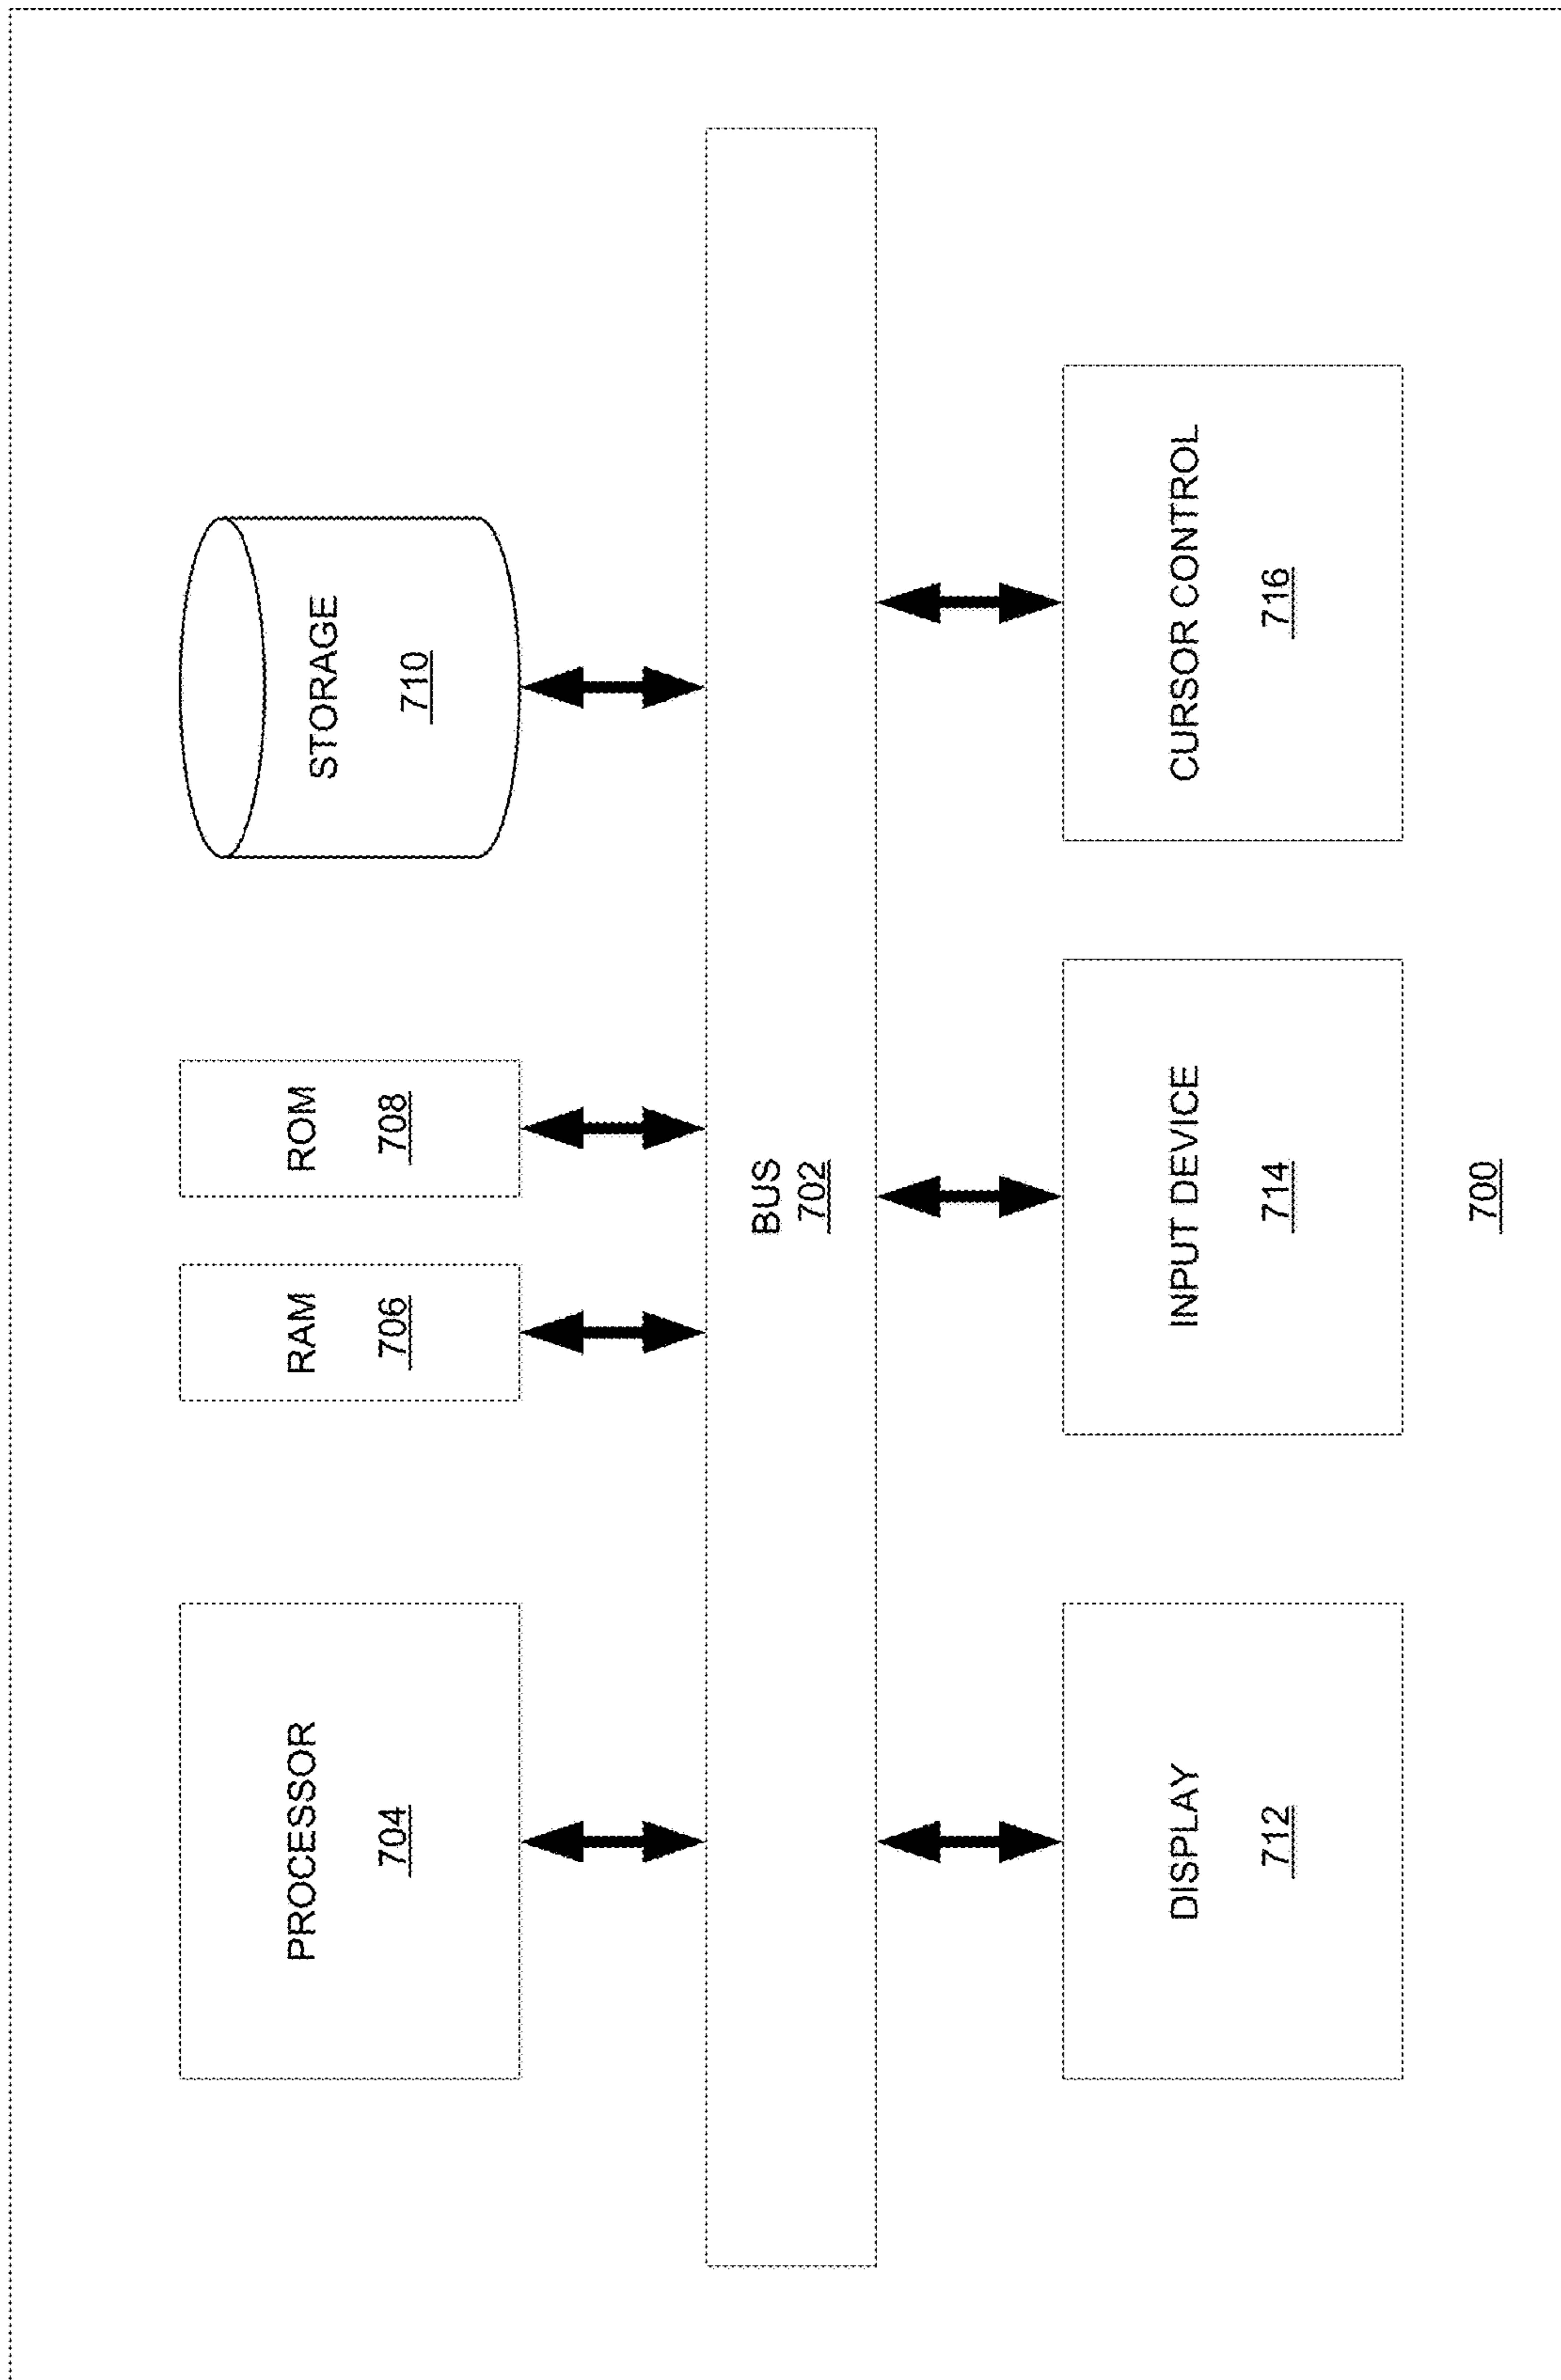 PROCESSOR
704
RAM
706
ROM
708
STORAGE
710
BUS
702
DISPLAY
712
INPUT DEVICE
714
CURSOR CONTROL
716
700